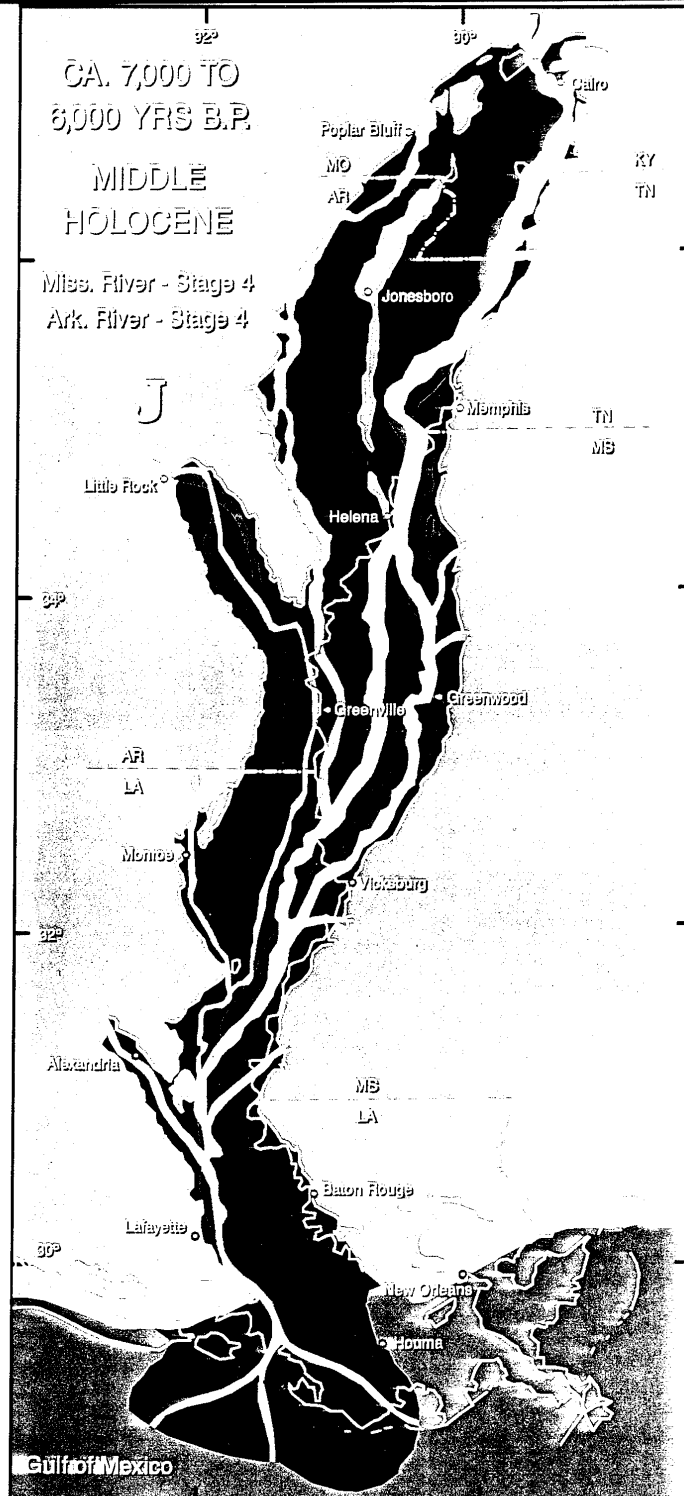 92° 90°
CA. 7,000 TO
6,000 YRS B.P.
MIDDLE
HOLOCENE
Miss. River - Stage 4
Ark. River - Stage 4
J
Cairo
Poplar Bluff
MO KY
AR TN
Jonesboro
Memphis
TN
MS
Little Rock
Helena
34°
Greenwood
Greenville
AR
LA
Monroe
Vicksburg
32°
Alexandria
MS
LA
Baton Rouge
Lafayette
30°
New Orleans
Houma
Gulf of Mexico